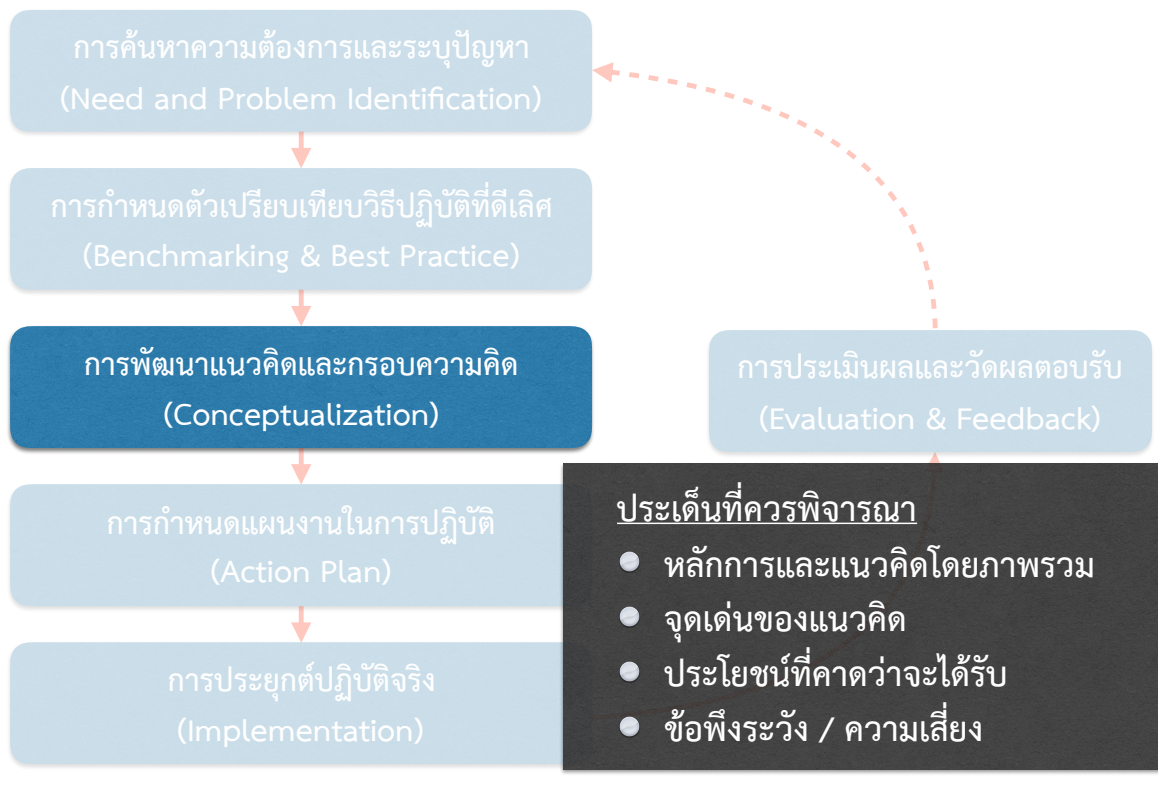 การค้นหาความต้องการและระบุปัญหา
(Need and Problem Identification)
การกำหนดตัวเปรียบเทียบวิธีปฏิบัติที่ดีเลิศ
(Benchmarking & Best Practice)
การพัฒนาแนวคิดและกรอบความคิด
(Conceptualization)
การกำหนดแผนงานในการปฏิบัติ
(Action Plan)
การประยุกต์ปฏิบัติจริง
(Implementation)
การประเมินผลและวัดผลตอบรับ
(Evaluation & Feedback)
ประเด็นที่ควรพิจารณา
หลักการและแนวคิดโดยภาพรวม
จุดเด่นของแนวคิด
ประโยชน์ที่คาดว่าจะได้รับ
ข้อพึงระวัง / ความเสี่ยง